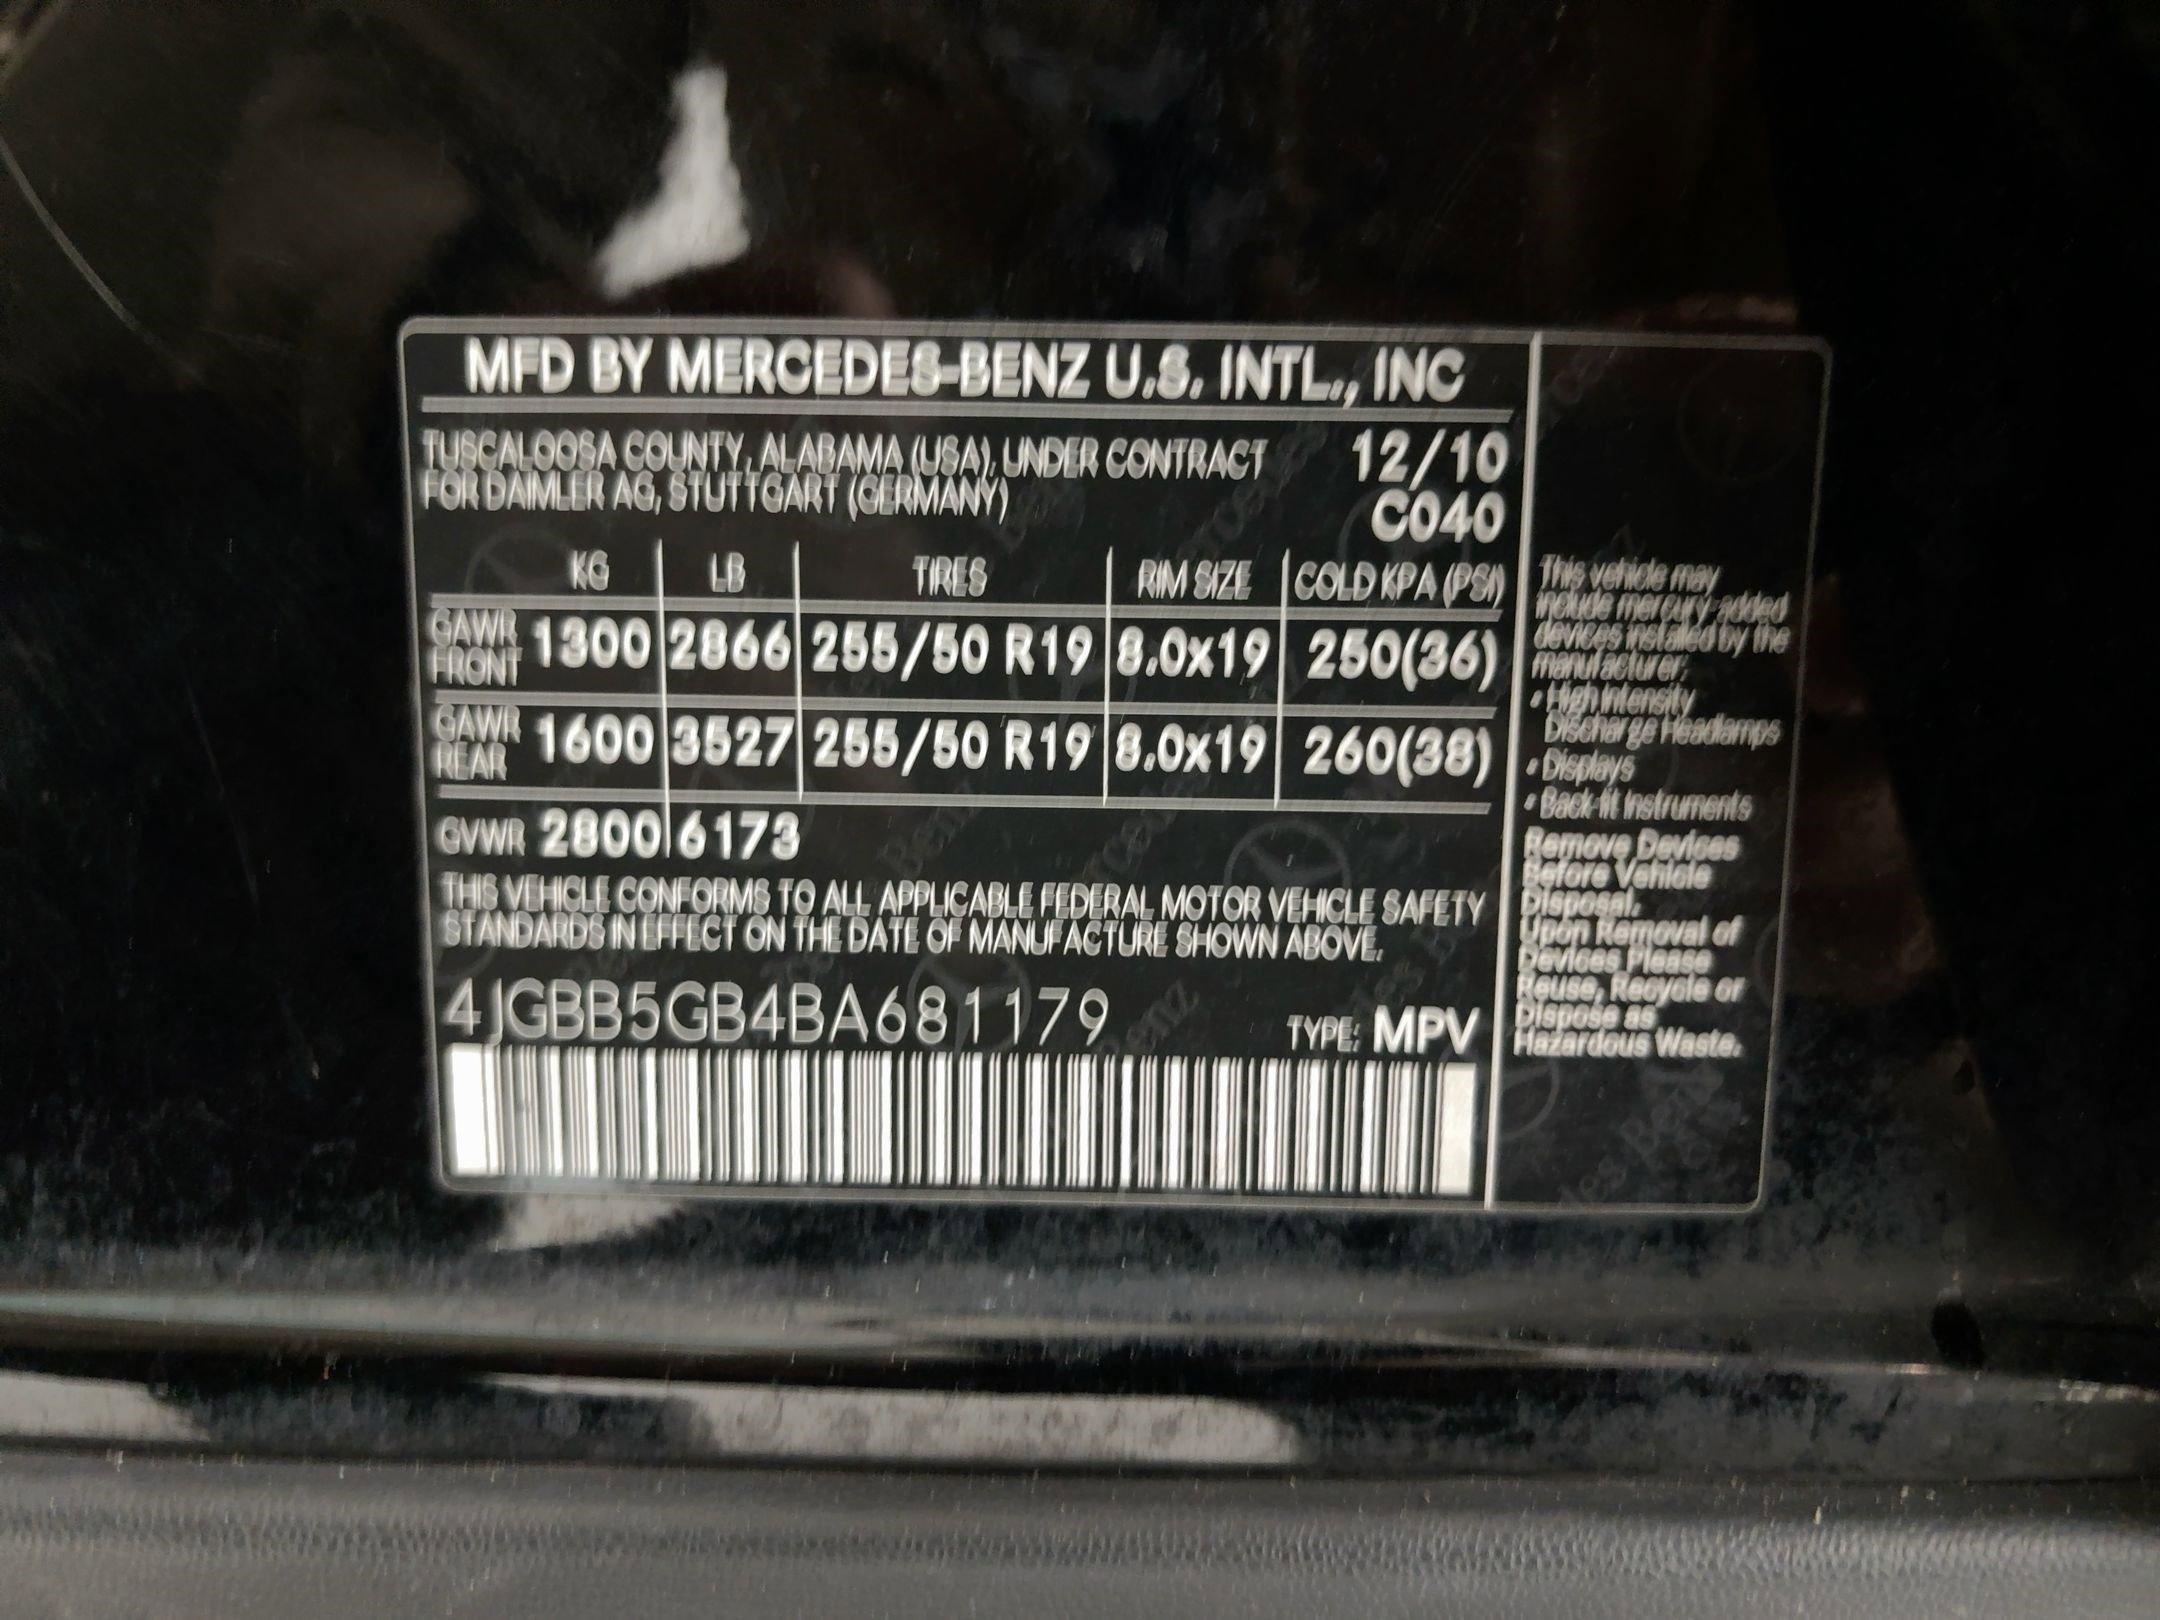 MFD BY MERCEDES-BENZ U.S. INTL., INC
TUSCALOOSA COUNTY, ALABAMA (USA), UNDER CONTRACT
FOR DAIMLER AG, STUTTGART (GERMANY)
12/10
C040
KG LB TIRES RIM SIZE COLD KPA (PSI)
GAWR FRONT 1300 2866 255/50 R19 8.0x19 250(36)
GAWR REAR 1600 3527 255/50 R19 8.0x19 260(38)
GVWR 2800 6173
THIS VEHICLE CONFORMS TO ALL APPLICABLE FEDERAL MOTOR VEHICLE SAFETY
STANDARDS IN EFFECT ON THE DATE OF MANUFACTURE SHOWN ABOVE.
4JGBB5GB4BA681179 TYPE: MPV
This vehicle may
include mercury-added
devices installed by the
manufacturer:
• High Intensity
Discharge Headlamps
• Displays
• Back-lit Instruments
Remove Devices
Before Vehicle
Disposal.
Upon Removal of
Devices Please
Reuse, Recycle or
Dispose as
Hazardous Waste.